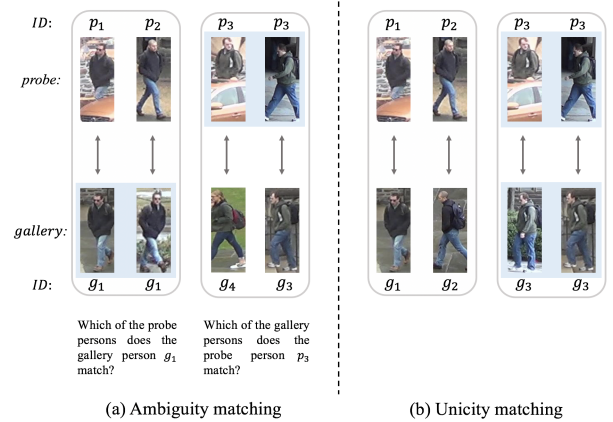 ID: p₁ p₂ p₃ p₃ p₁ p₂ p₃ p₃
probe:
gallery:
ID: g₁ g₁ g₄ g₃ g₁ g₂ g₃ g₃
Which of the probe
persons does the
gallery person g₁
match?
Which of the gallery
persons does the
probe person p₃
match?
(a) Ambiguity matching
(b) Unicity matching